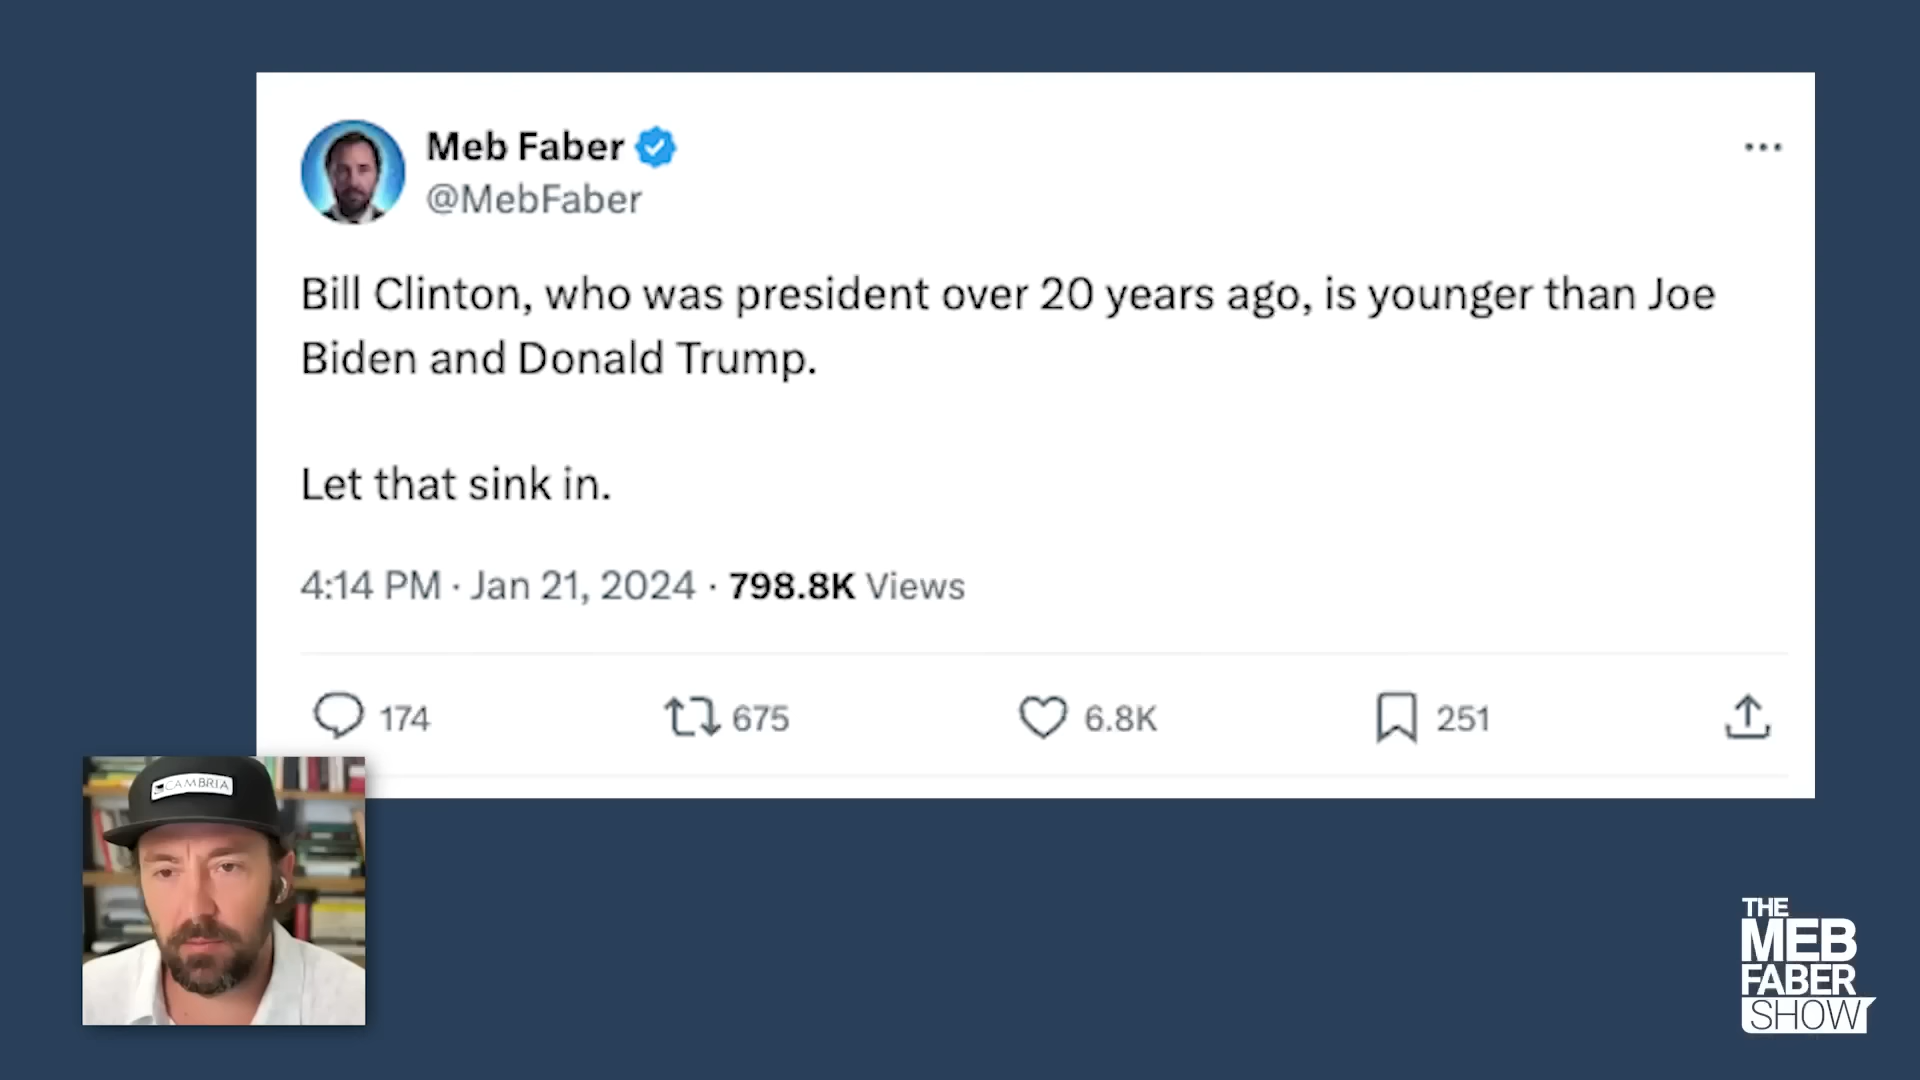 Meb Faber
@MebFaber
Bill Clinton, who was president over 20 years ago, is younger than Joe
Biden and Donald Trump.
Let that sink in.
4:14 PM · Jan 21, 2024 · 798.8K Views
174 675 6.8K 251
CAMBRIA
THE
MEB
FABER
SHOW